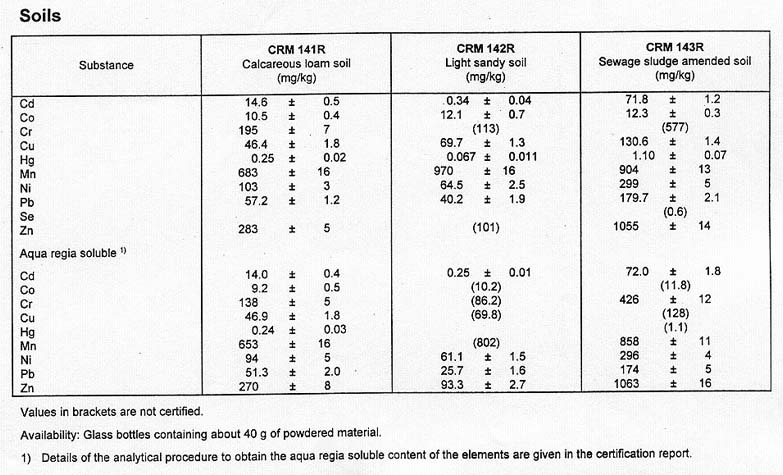 Soils
Substance CRM 141R Calcareous loam soil (mg/kg) CRM 142R Light sandy soil (mg/kg) CRM 143R Sewage sludge amended soil (mg/kg)
Cd 14.6 ± 0.5 0.34 ± 0.04 71.8 ± 1.2
Co 10.5 ± 0.4 12.1 ± 0.7 12.3 ± 0.3
Cr 195 ± 7 (113) (577)
Cu 46.4 ± 1.8 69.7 ± 1.3 130.6 ± 1.4
Hg 0.25 ± 0.02 0.067 ± 0.011 1.10 ± 0.07
Mn 683 ± 16 970 ± 16 904 ± 13
Ni 103 ± 3 64.5 ± 2.5 299 ± 5
Pb 57.2 ± 1.2 40.2 ± 1.9 179.7 ± 2.1
Se (0.6)
Zn 283 ± 5 (101) 1055 ± 14
Aqua regia soluble 1)
Cd 14.0 ± 0.4 0.25 ± 0.01 72.0 ± 1.8
Co 9.2 ± 0.5 (10.2) (11.8)
Cr 138 ± 5 (86.2) 426 ± 12
Cu 46.9 ± 1.8 (69.8) (128)
Hg 0.24 ± 0.03 (1.1)
Mn 653 ± 16 (802) 858 ± 11
Ni 94 ± 5 61.1 ± 1.5 296 ± 4
Pb 51.3 ± 2.0 25.7 ± 1.6 174 ± 5
Zn 270 ± 8 93.3 ± 2.7 1063 ± 16
Values in brackets are not certified.
Availability: Glass bottles containing about 40 g of powdered material.
1) Details of the analytical procedure to obtain the aqua regia soluble content of the elements are given in the certification report.